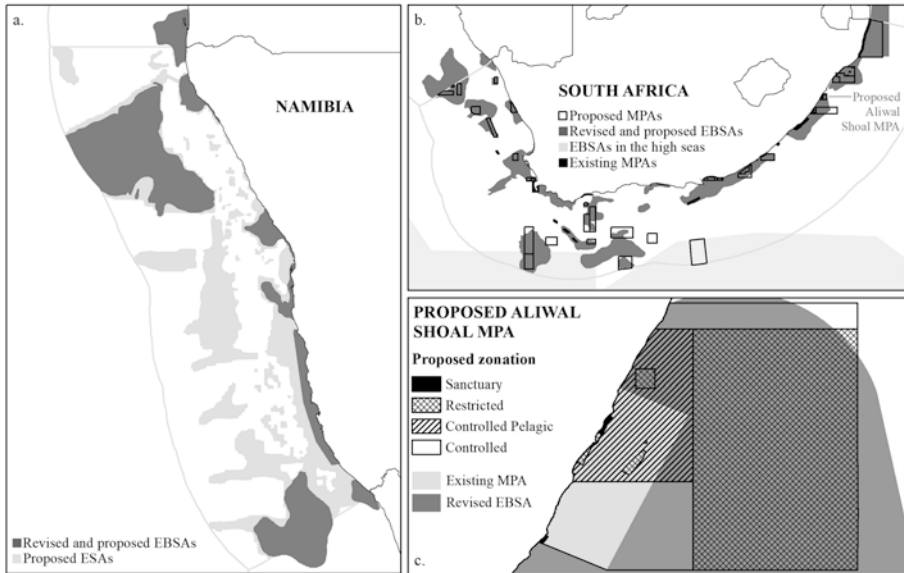 a.
NAMIBIA
Revised and proposed EBSAs
Proposed ESAs
b.
SOUTH AFRICA
Proposed MPAs
Revised and proposed EBSAs
EBSAs in the high seas
Existing MPAs
Proposed
Aliwal
Shoal MPA
PROPOSED ALIWAL
SHOAL MPA
Proposed zonation
Sanctuary
Restricted
Controlled Pelagic
Controlled
Existing MPA
Revised EBSA
c.